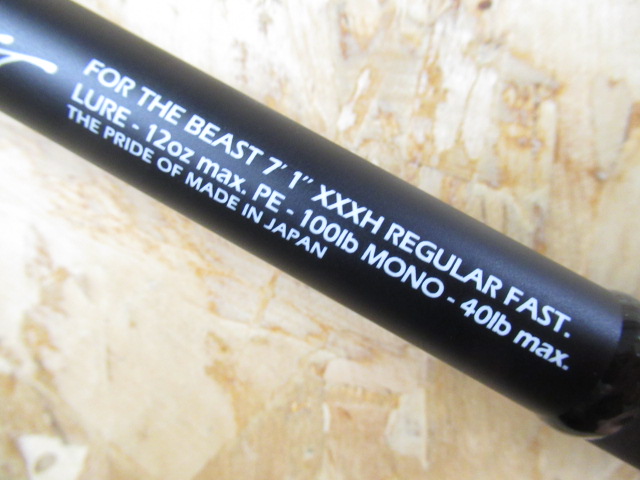 FOR THE BEAST 7' 1" XXXH REGULAR FAST.
LURE - 12oz max. PE - 100lb MONO - 40lb max.
THE PRIDE OF MADE IN JAPAN